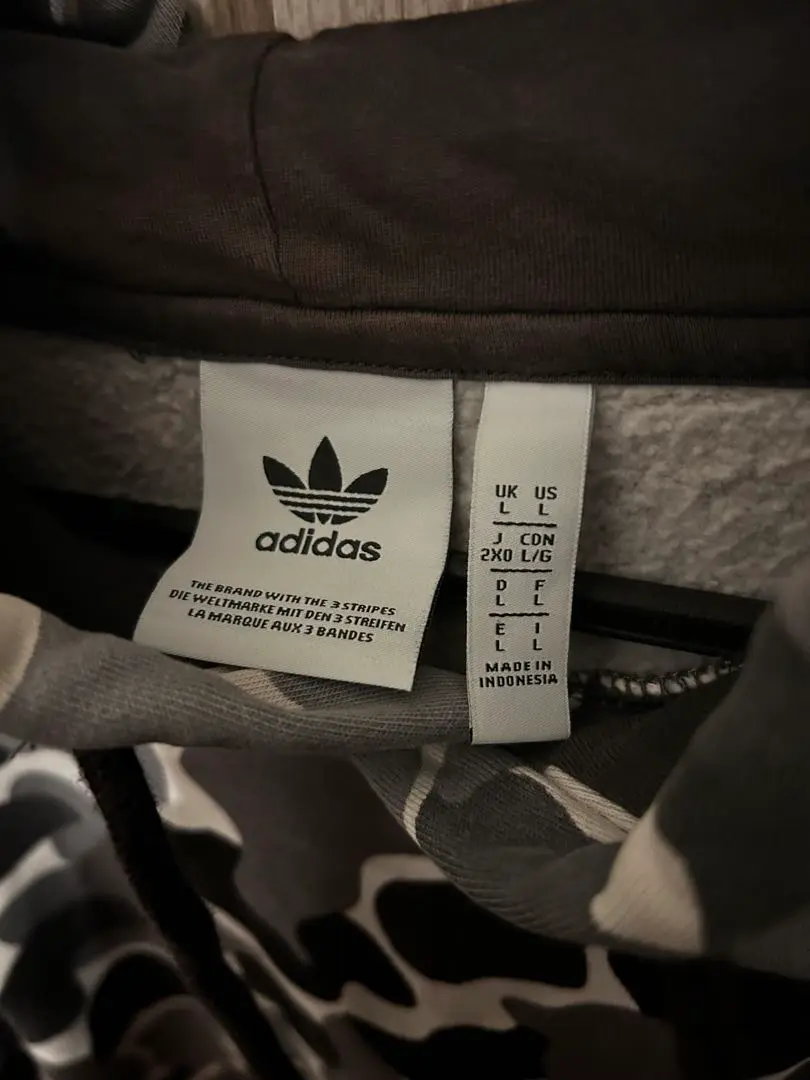 adidas
THE BRAND WITH THE 3 STRIPES
DIE WELTMARKE MIT DEN 3 STREIFEN
LA MARQUE AUX 3 BANDES
UK US
L L
J CDN
2XO L/G
D F
L L
E I
L L
MADE IN
INDONESIA